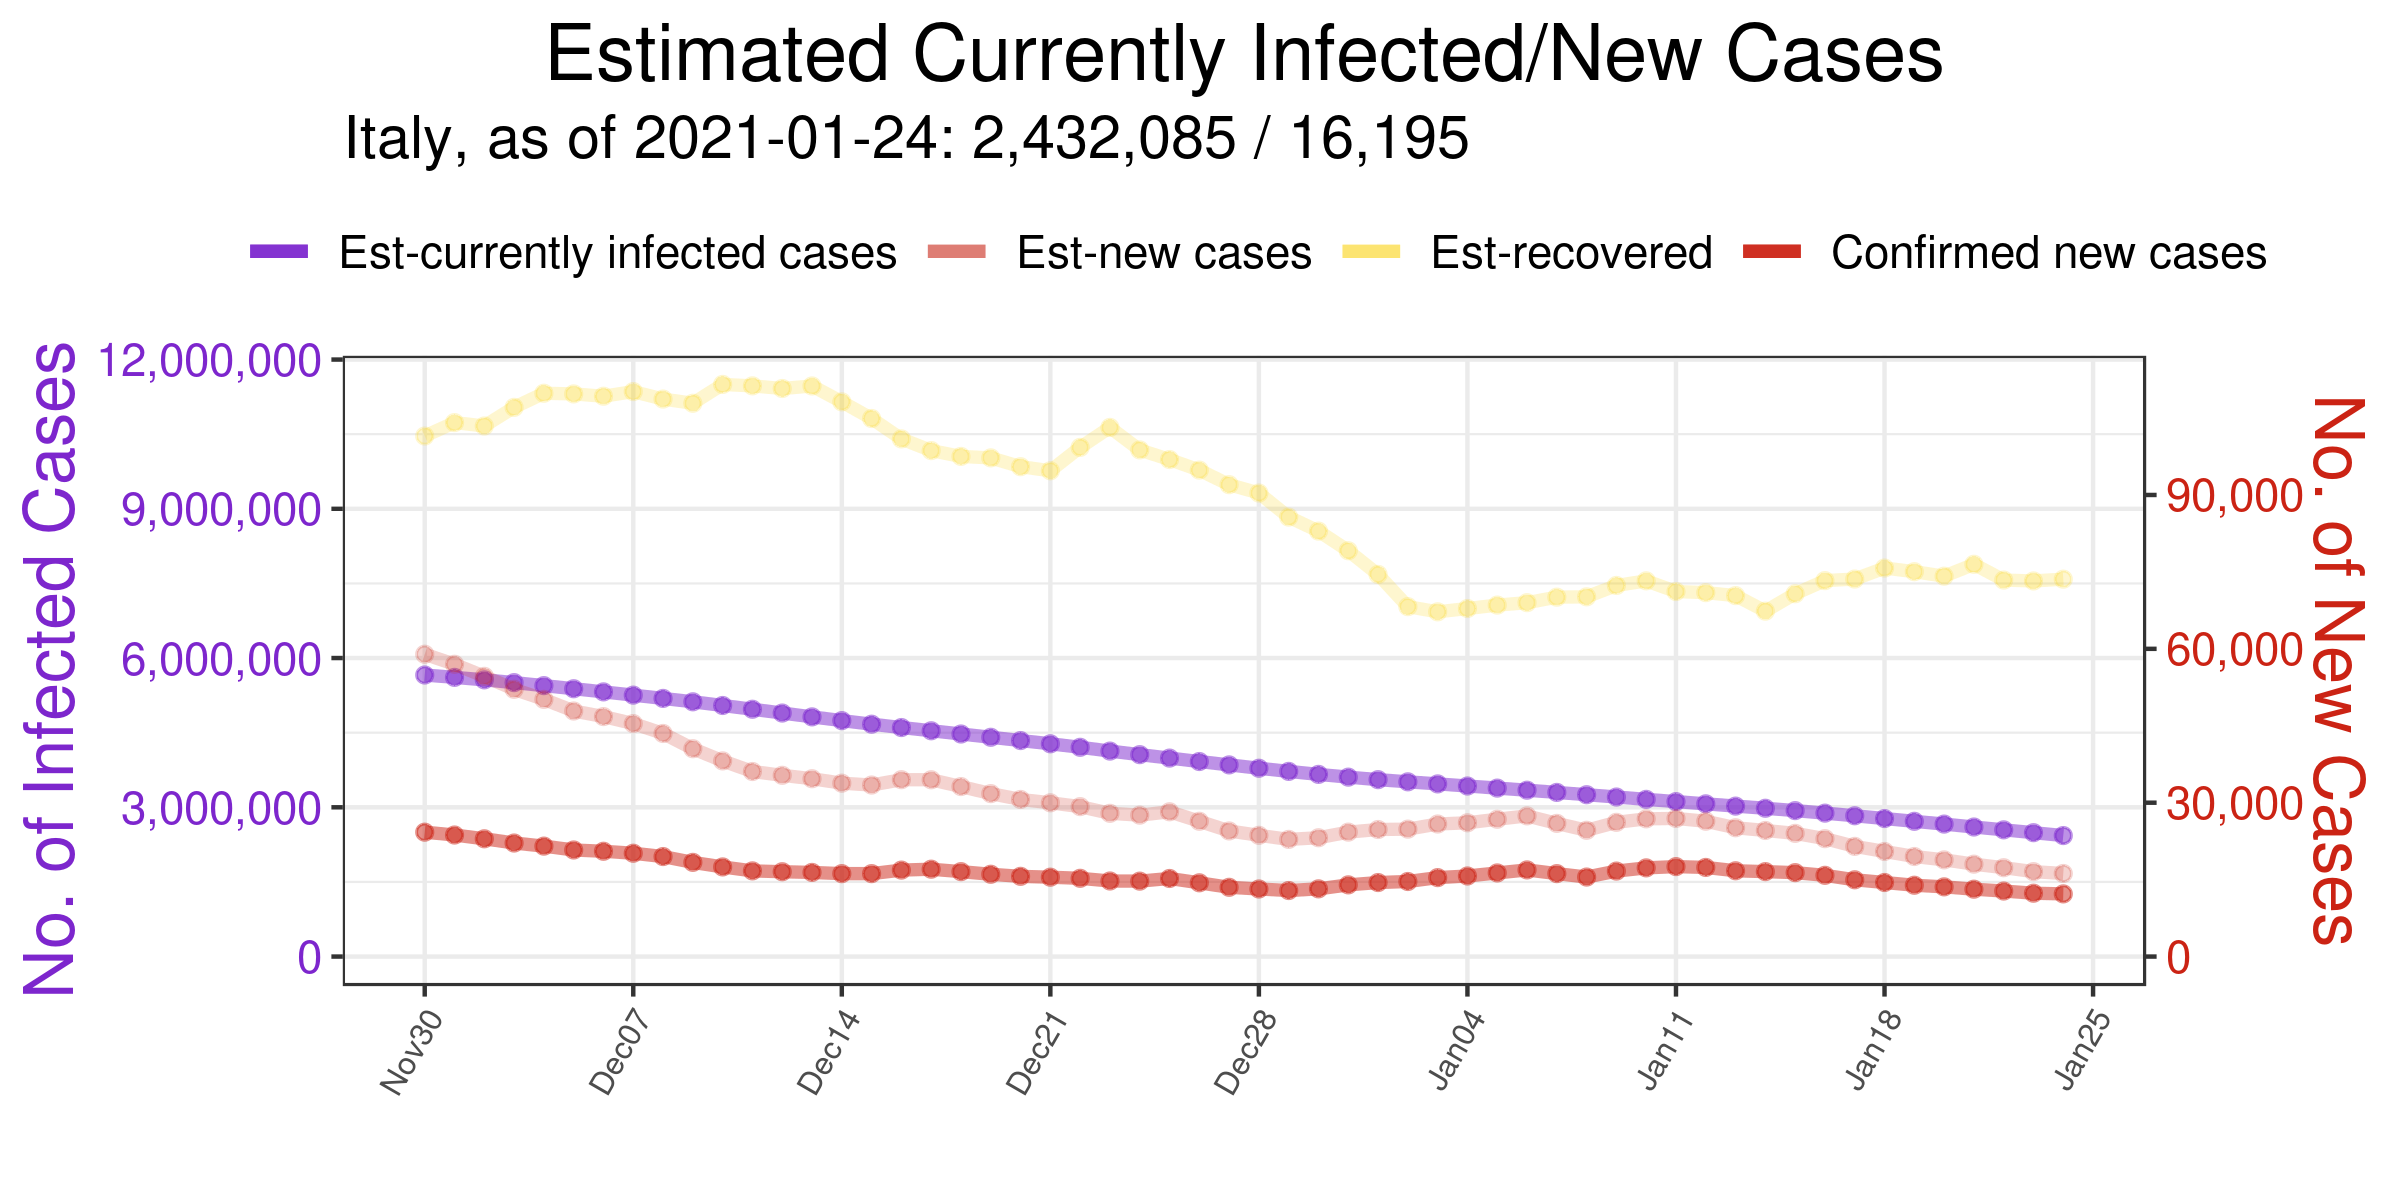 Estimated Currently Infected/New Cases
Italy, as of 2021-01-24: 2,432,085 / 16,195
Est-currently infected cases Est-new cases Est-recovered Confirmed new cases
No. of Infected Cases
12,000,000
9,000,000
6,000,000
3,000,000
0
90,000
60,000
30,000
0
No. of New Cases
Nov30 Dec07 Dec14 Dec21 Dec28 Jan04 Jan11 Jan18 Jan25